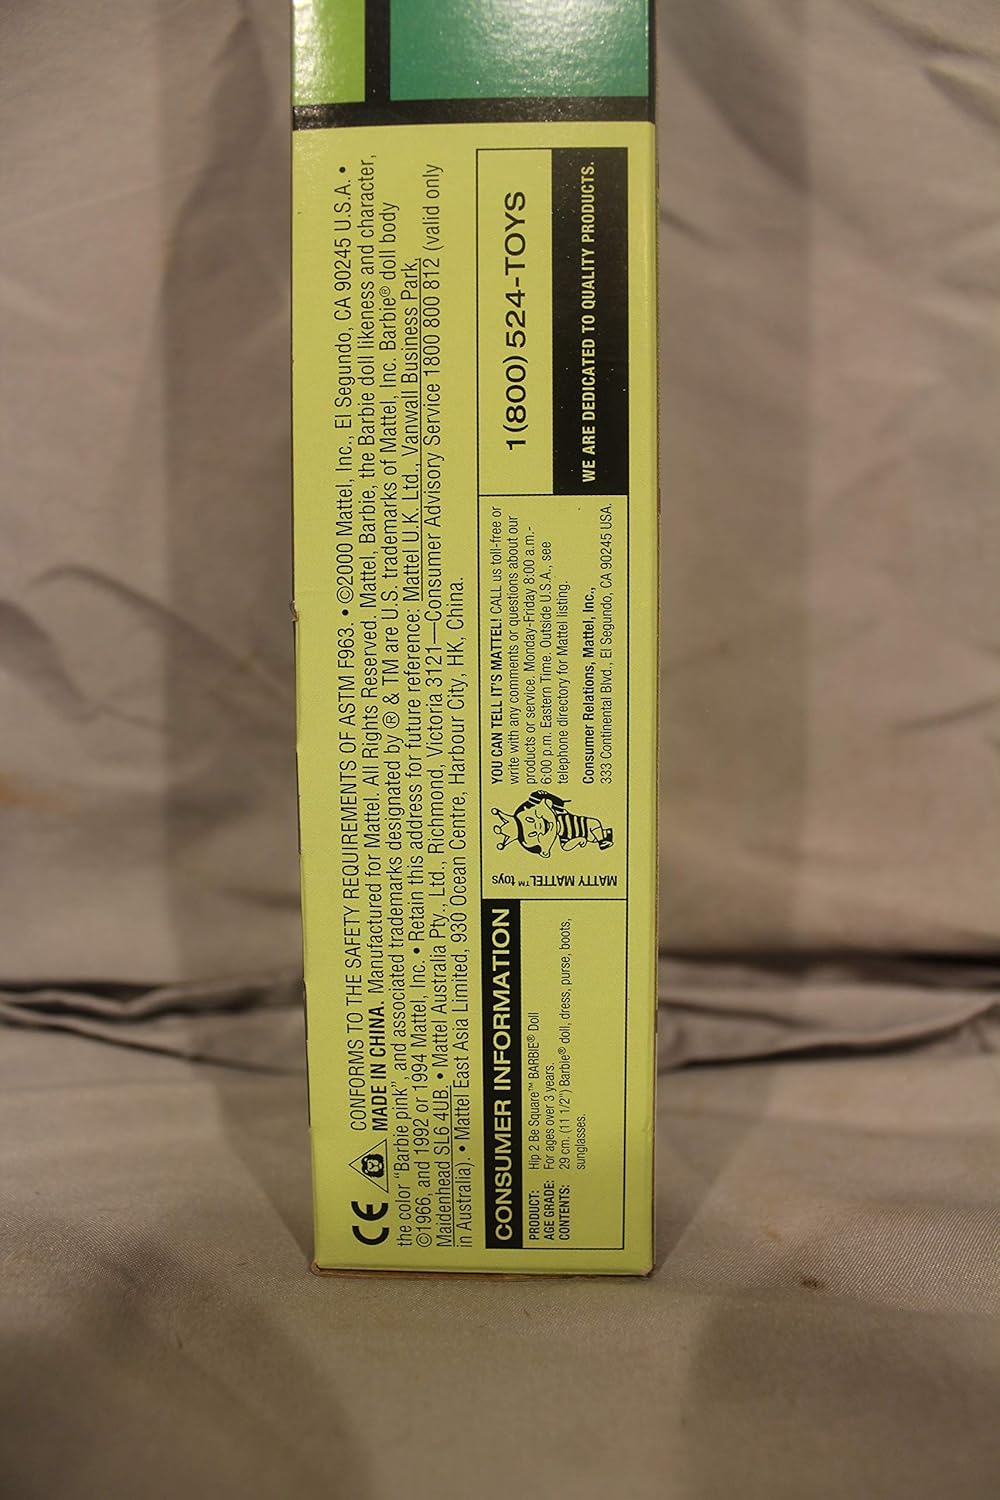 CE CONFORMS TO THE SAFETY REQUIREMENTS OF ASTM F963. • ©2000 Mattel, Inc., El Segundo, CA 90245 U.S.A. •
MADE IN CHINA. Manufactured for Mattel. All Rights Reserved. Mattel, Barbie, the Barbie doll likeness and character,
the color "Barbie pink", and associated trademarks designated by ® & TM are U.S. trademarks of Mattel, Inc. Barbie® doll body
©1966, and 1992 or 1994 Mattel, Inc. • Retain this address for future reference: Mattel U.K. Ltd., Vanwall Business Park,
Maidenhead SL6 4UB. • Mattel Australia Pty., Ltd., Richmond, Victoria 3121—Consumer Advisory Service 1800 800 812 (valid only
in Australia). • Mattel East Asia Limited, 930 Ocean Centre, Harbour City, HK, China.
CONSUMER INFORMATION
PRODUCT: Hip 2 Be Square™ BARBIE® Doll
AGE GRADE: For ages over 3 years.
CONTENTS: 29 cm. (11 1/2") Barbie® doll, dress, purse, boots,
sunglasses.
MATTY MATTEL™ toys
YOU CAN TELL IT'S MATTEL! CALL us toll-free or
write with any comments or questions about our
products or service. Monday-Friday 8:00 a.m.-
6:00 p.m. Eastern Time. Outside U.S.A., see
telephone directory for Mattel listing.
Consumer Relations, Mattel, Inc.,
333 Continental Blvd., El Segundo, CA 90245 USA.
1(800) 524-TOYS
WE ARE DEDICATED TO QUALITY PRODUCTS.